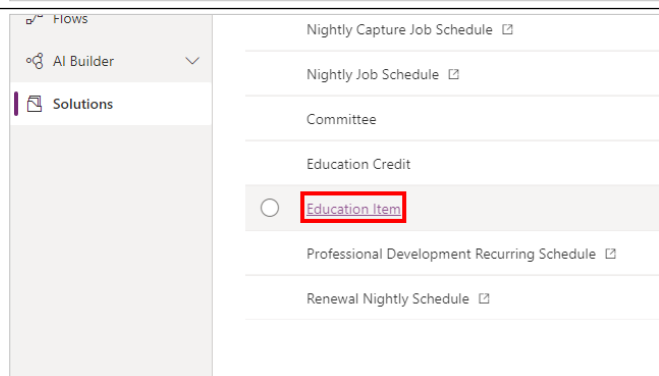 Flows
AI Builder
Solutions
Nightly Capture Job Schedule
Nightly Job Schedule
Committee
Education Credit
Education Item
Professional Development Recurring Schedule
Renewal Nightly Schedule